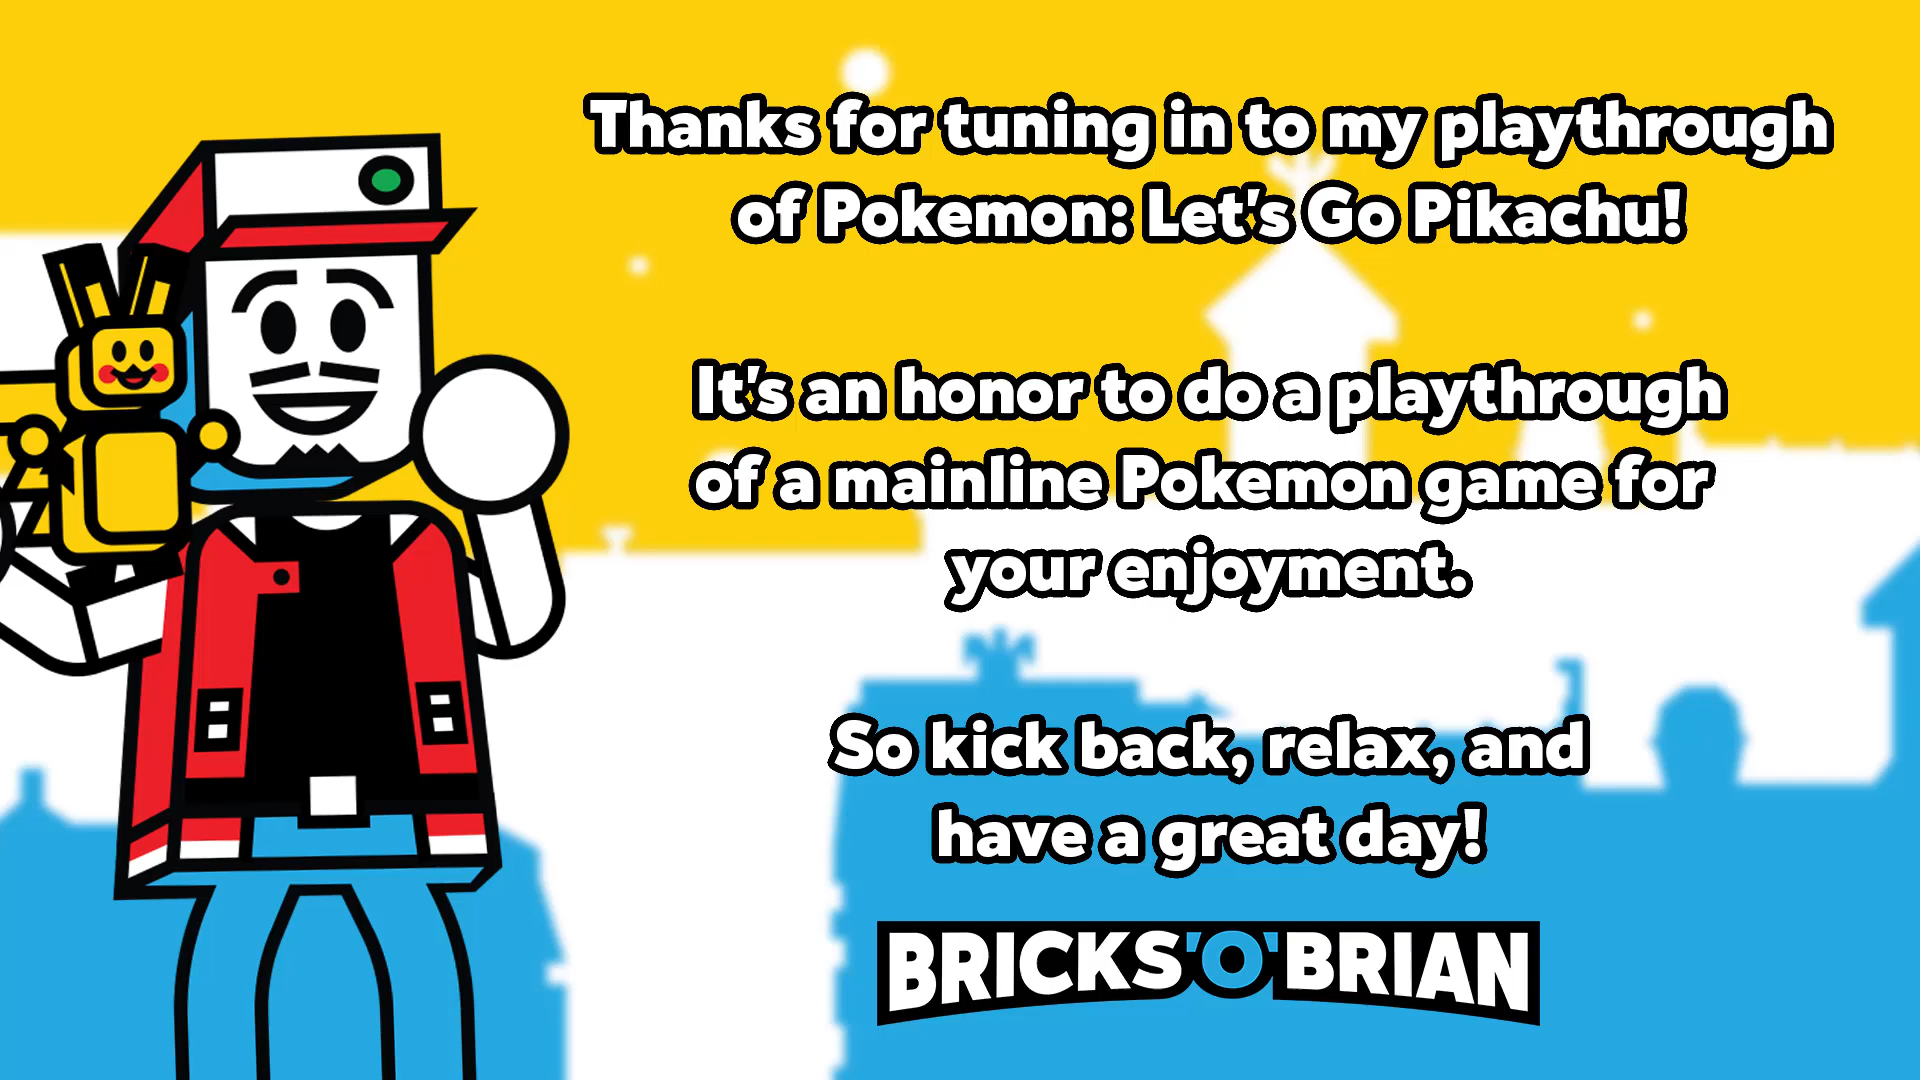 Thanks for tuning in to my playthrough
of Pokemon: Let's Go Pikachu!
It's an honor to do a playthrough
of a mainline Pokemon game for
your enjoyment.
So kick back, relax, and
have a great day!
BRICKS'O'BRIAN